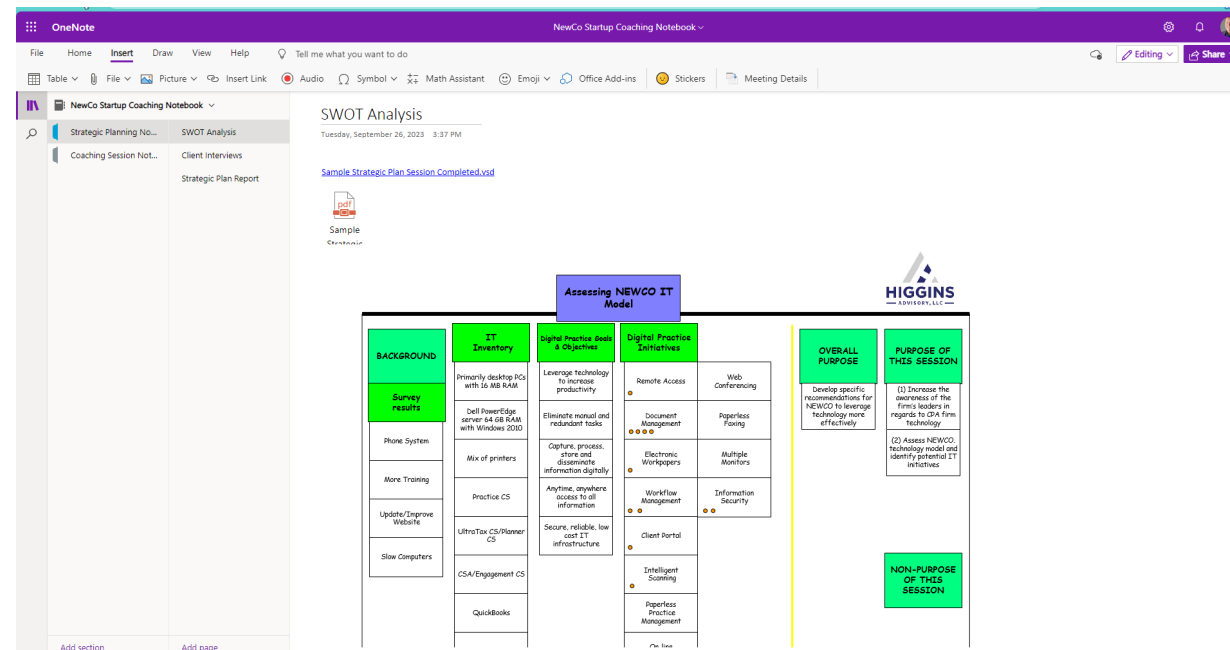 OneNote
NewCo Startup Coaching Notebook
File Home Insert Draw View Help Tell me what you want to do
Editing Share
Table File Picture Insert Link Audio Symbol Math Assistant Emoji Office Add-ins Stickers Meeting Details
NewCo Startup Coaching Notebook
Strategic Planning No...
Coaching Session Not...
Add section
SWOT Analysis
Client Interviews
Strategic Plan Report
Add page
SWOT Analysis
Tuesday, September 26, 2023 3:37 PM
Sample Strategic Plan Session Completed.vsd
pdf
Sample
Strategic
HIGGINS
ADVISORY, LLC
Assessing NEWCO IT
Model
BACKGROUND
Survey
results
Phone System
More Training
Update/Improve
Website
Slow Computers
IT
Inventory
Primarily desktop PCs
with 16 MB RAM
Dell PowerEdge
server 64 GB RAM
with Windows 2010
Mix of printers
Practice CS
UltraTax CS/Planner
CS
CSA/Engagement CS
QuickBooks
Digital Practice Goals
& Objectives
Leverage technology
to increase
productivity
Eliminate manual and
redundant tasks
Capture, process,
store and
disseminate
information digitally
Anytime, anywhere
access to all
information
Secure, reliable, low
cost IT
infrastructure
Digital Practice
Initiatives
Remote Access
Document
Management
Electronic
Workpapers
Workflow
Management
Client Portal
Intelligent
Scanning
Paperless
Practice
Management
On line
Web
Conferencing
Paperless
Faxing
Multiple
Monitors
Information
Security
OVERALL
PURPOSE
Develop specific
recommendations for
NEWCO to leverage
technology more
effectively
PURPOSE OF
THIS SESSION
(1) Increase the
awareness of the
firm's leaders in
regards to CPA firm
technology
(2) Assess NEWCO.
technology model and
identify potential IT
initiatives
NON-PURPOSE
OF THIS
SESSION